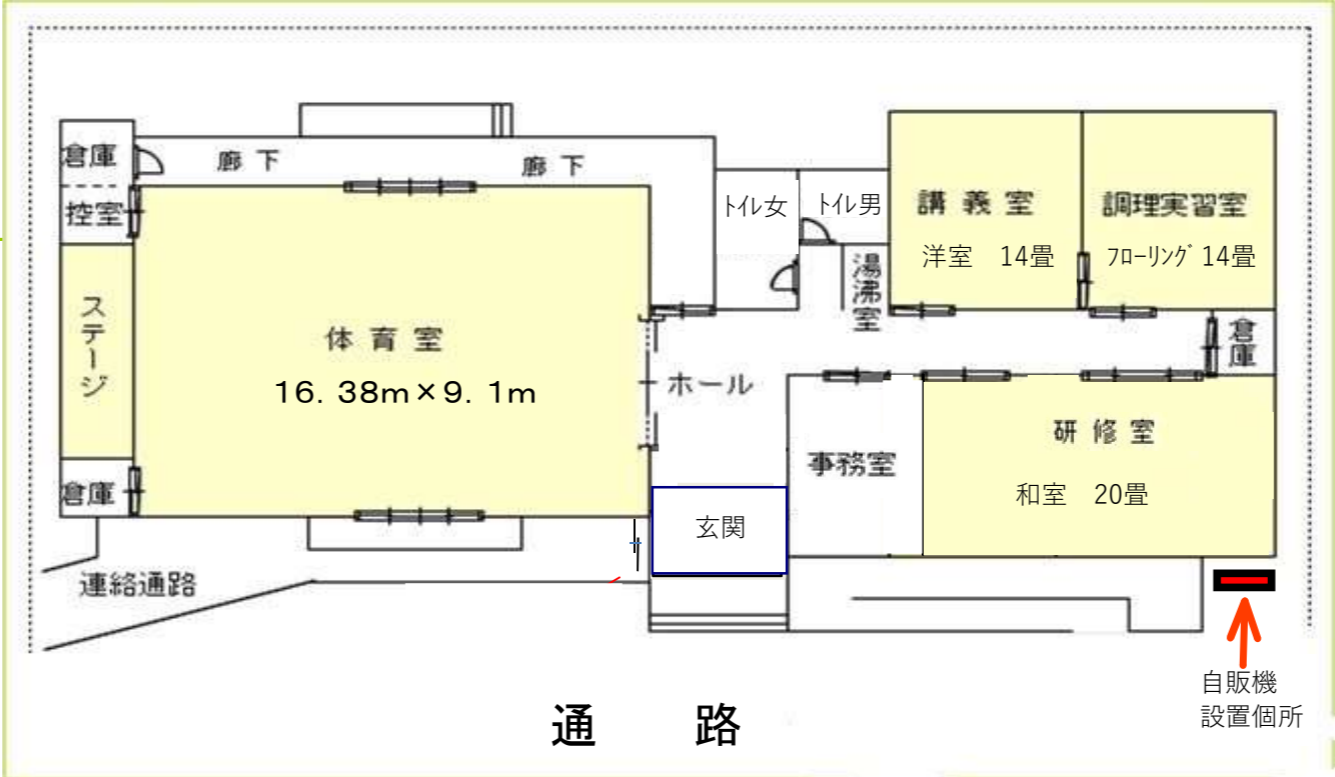 倉庫
廊下
廊下
控室
ﾄｲﾚ女
ﾄｲﾚ男
講義室
洋室　14畳
調理実習室
ﾌﾛｰﾘﾝｸﾞ 14畳
湯沸室
ステージ
体育室
16.38m×9.1m
ホール
倉庫
事務室
研修室
和室　20畳
倉庫
玄関
連絡通路
自販機
設置個所
通　路